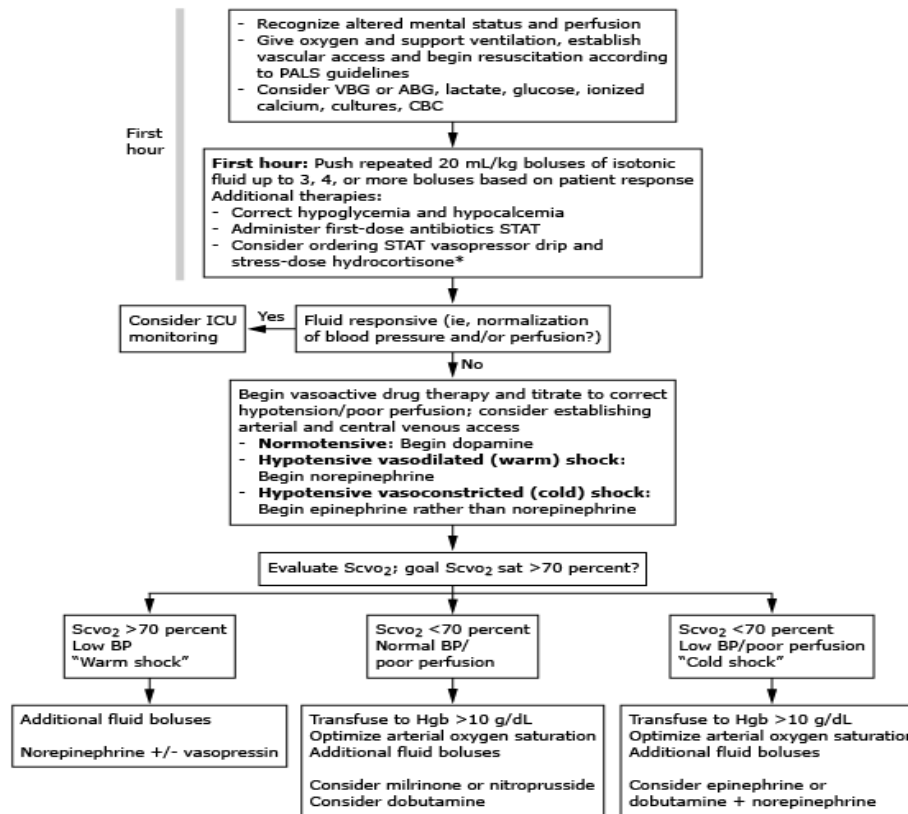 - Recognize altered mental status and perfusion
- Give oxygen and support ventilation, establish
vascular access and begin resuscitation according
to PALS guidelines
- Consider VBG or ABG, lactate, glucose, ionized
calcium, cultures, CBC
First
hour
First hour: Push repeated 20 mL/kg boluses of isotonic
fluid up to 3, 4, or more boluses based on patient response
Additional therapies:
- Correct hypoglycemia and hypocalcemia
- Administer first-dose antibiotics STAT
- Consider ordering STAT vasopressor drip and
stress-dose hydrocortisone*
Consider ICU
monitoring
Yes
Fluid responsive (ie, normalization
of blood pressure and/or perfusion?)
No
Begin vasoactive drug therapy and titrate to correct
hypotension/poor perfusion; consider establishing
arterial and central venous access
- Normotensive: Begin dopamine
- Hypotensive vasodilated (warm) shock:
Begin norepinephrine
- Hypotensive vasoconstricted (cold) shock:
Begin epinephrine rather than norepinephrine
Evaluate Scvo₂; goal Scvo₂ sat >70 percent?
Scvo₂ >70 percent
Low BP
“Warm shock”
Scvo₂ <70 percent
Normal BP/
poor perfusion
Scvo₂ <70 percent
Low BP/poor perfusion
“Cold shock”
Additional fluid boluses
Norepinephrine +/- vasopressin
Transfuse to Hgb >10 g/dL
Optimize arterial oxygen saturation
Additional fluid boluses
Consider milrinone or nitroprusside
Consider dobutamine
Transfuse to Hgb >10 g/dL
Optimize arterial oxygen saturation
Additional fluid boluses
Consider epinephrine or
dobutamine + norepinephrine